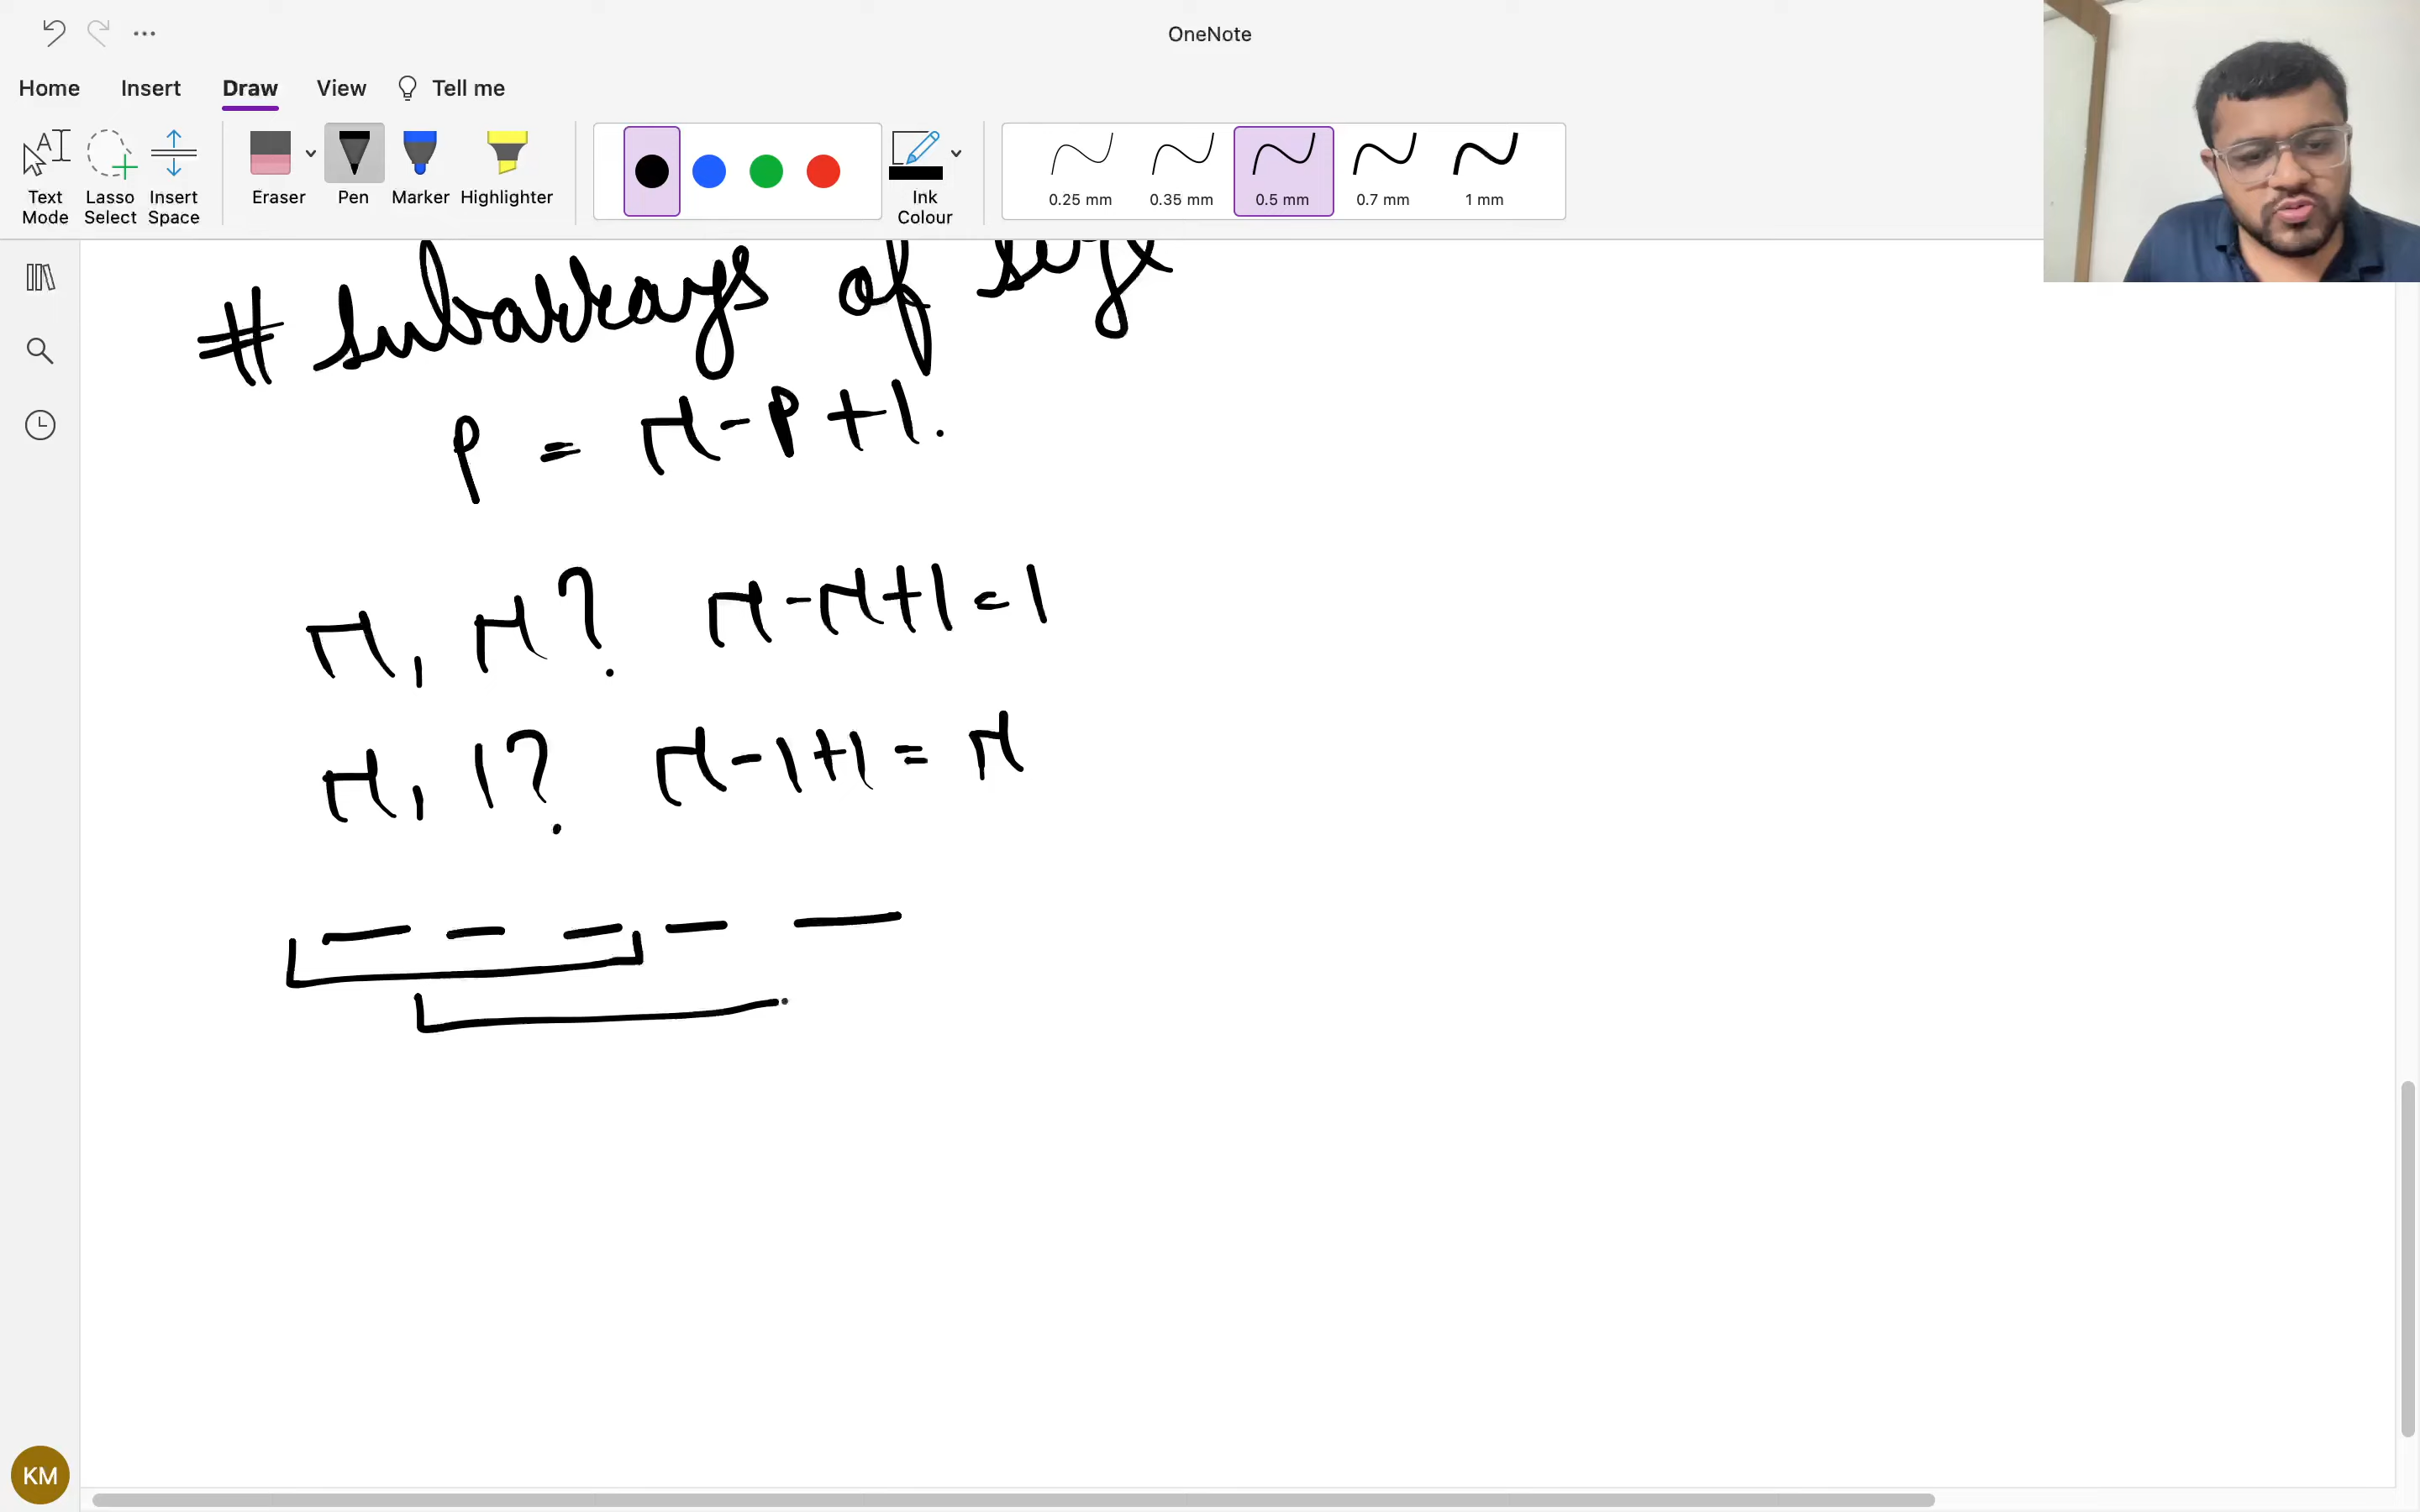 OneNote
Home Insert Draw View Tell me
Text Mode Lasso Select Insert Space Eraser Pen Marker Highlighter Ink Colour 0.25 mm 0.35 mm 0.5 mm 0.7 mm 1 mm
# subarrays of size
p = n-p+1.
n, n? n-n+1=1
n, 1? n-1+1=n
KM